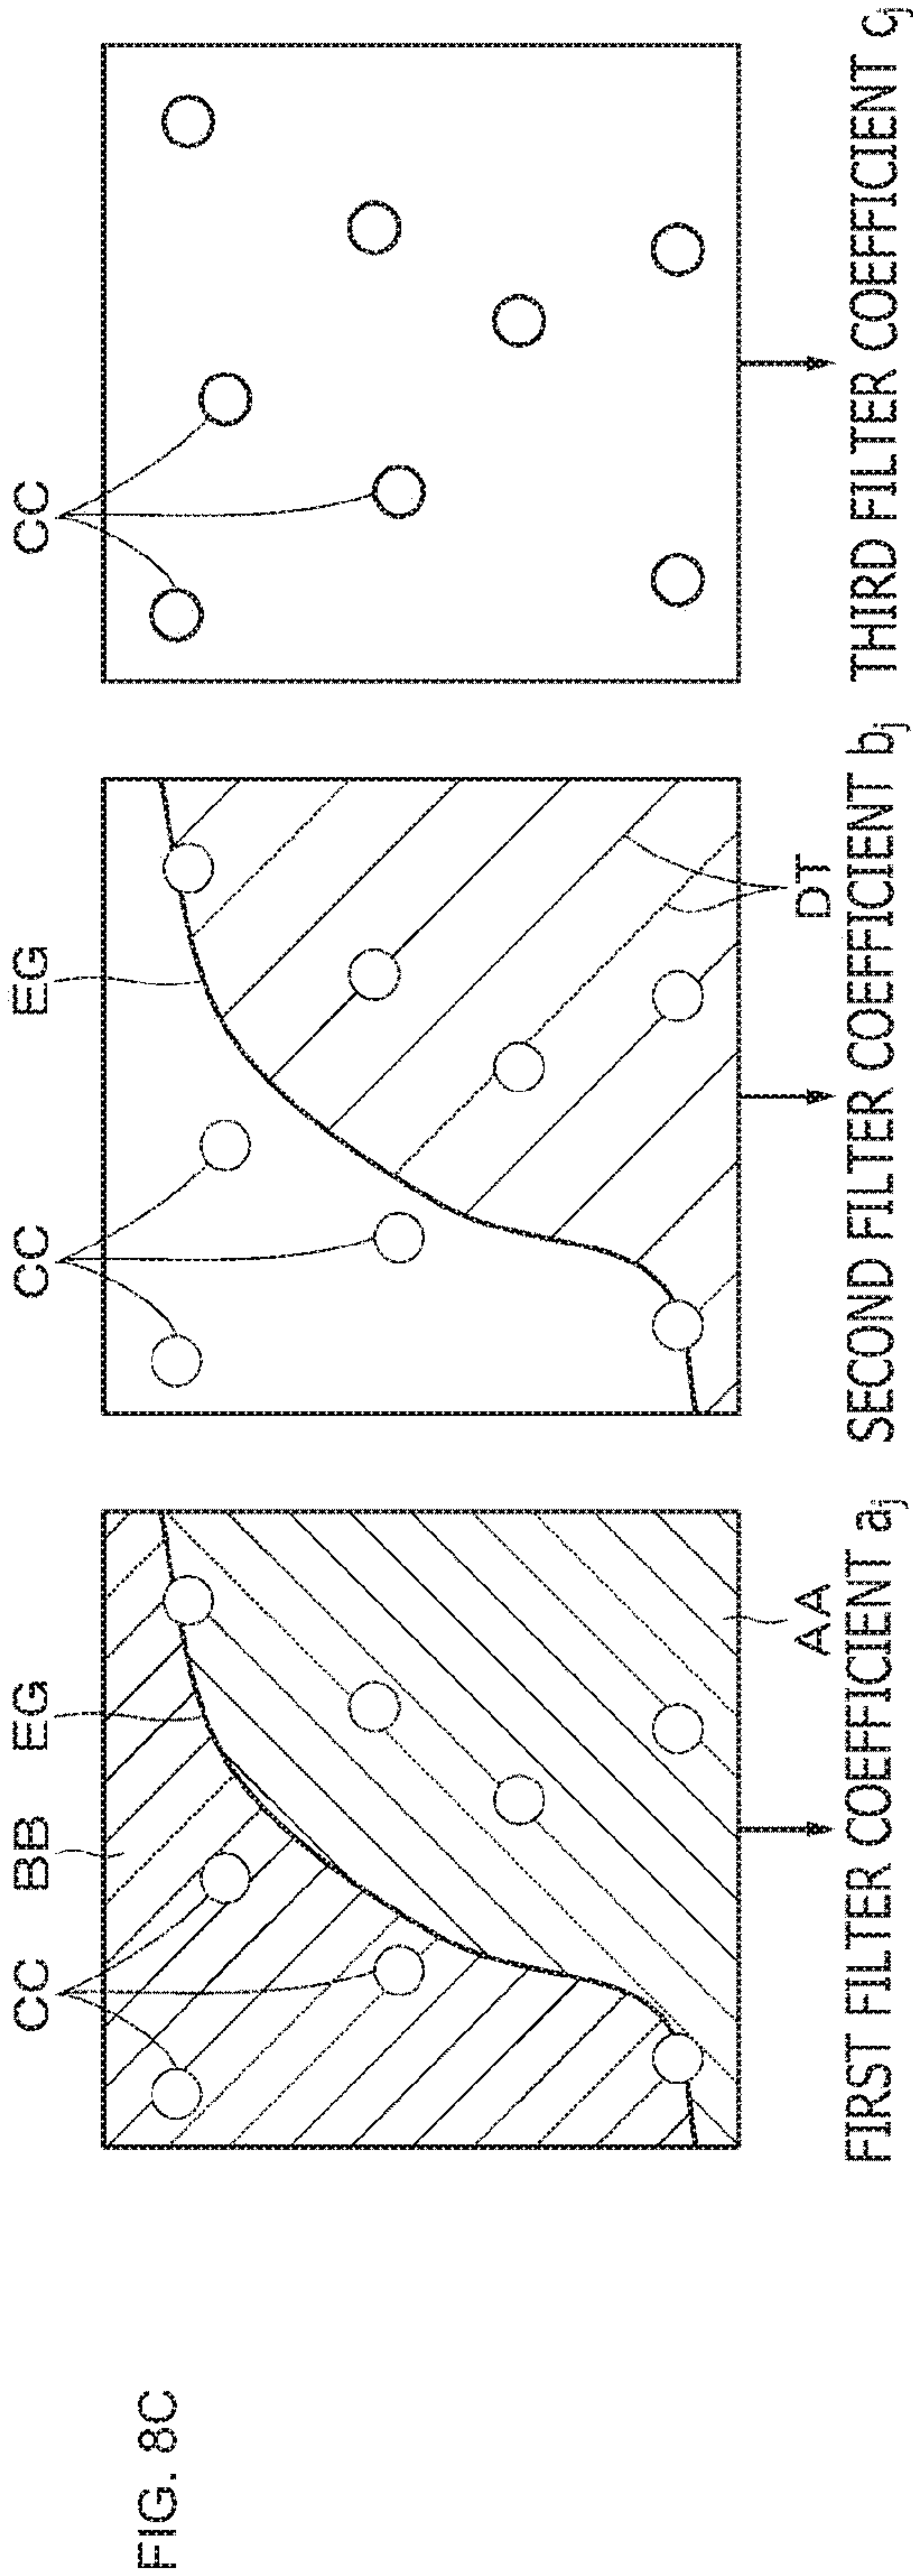 FIG. 8C
CC
BB
EG
AA
FIRST FILTER COEFFICIENT aj
CC
EG
DT
SECOND FILTER COEFFICIENT bj
CC
THIRD FILTER COEFFICIENT cj